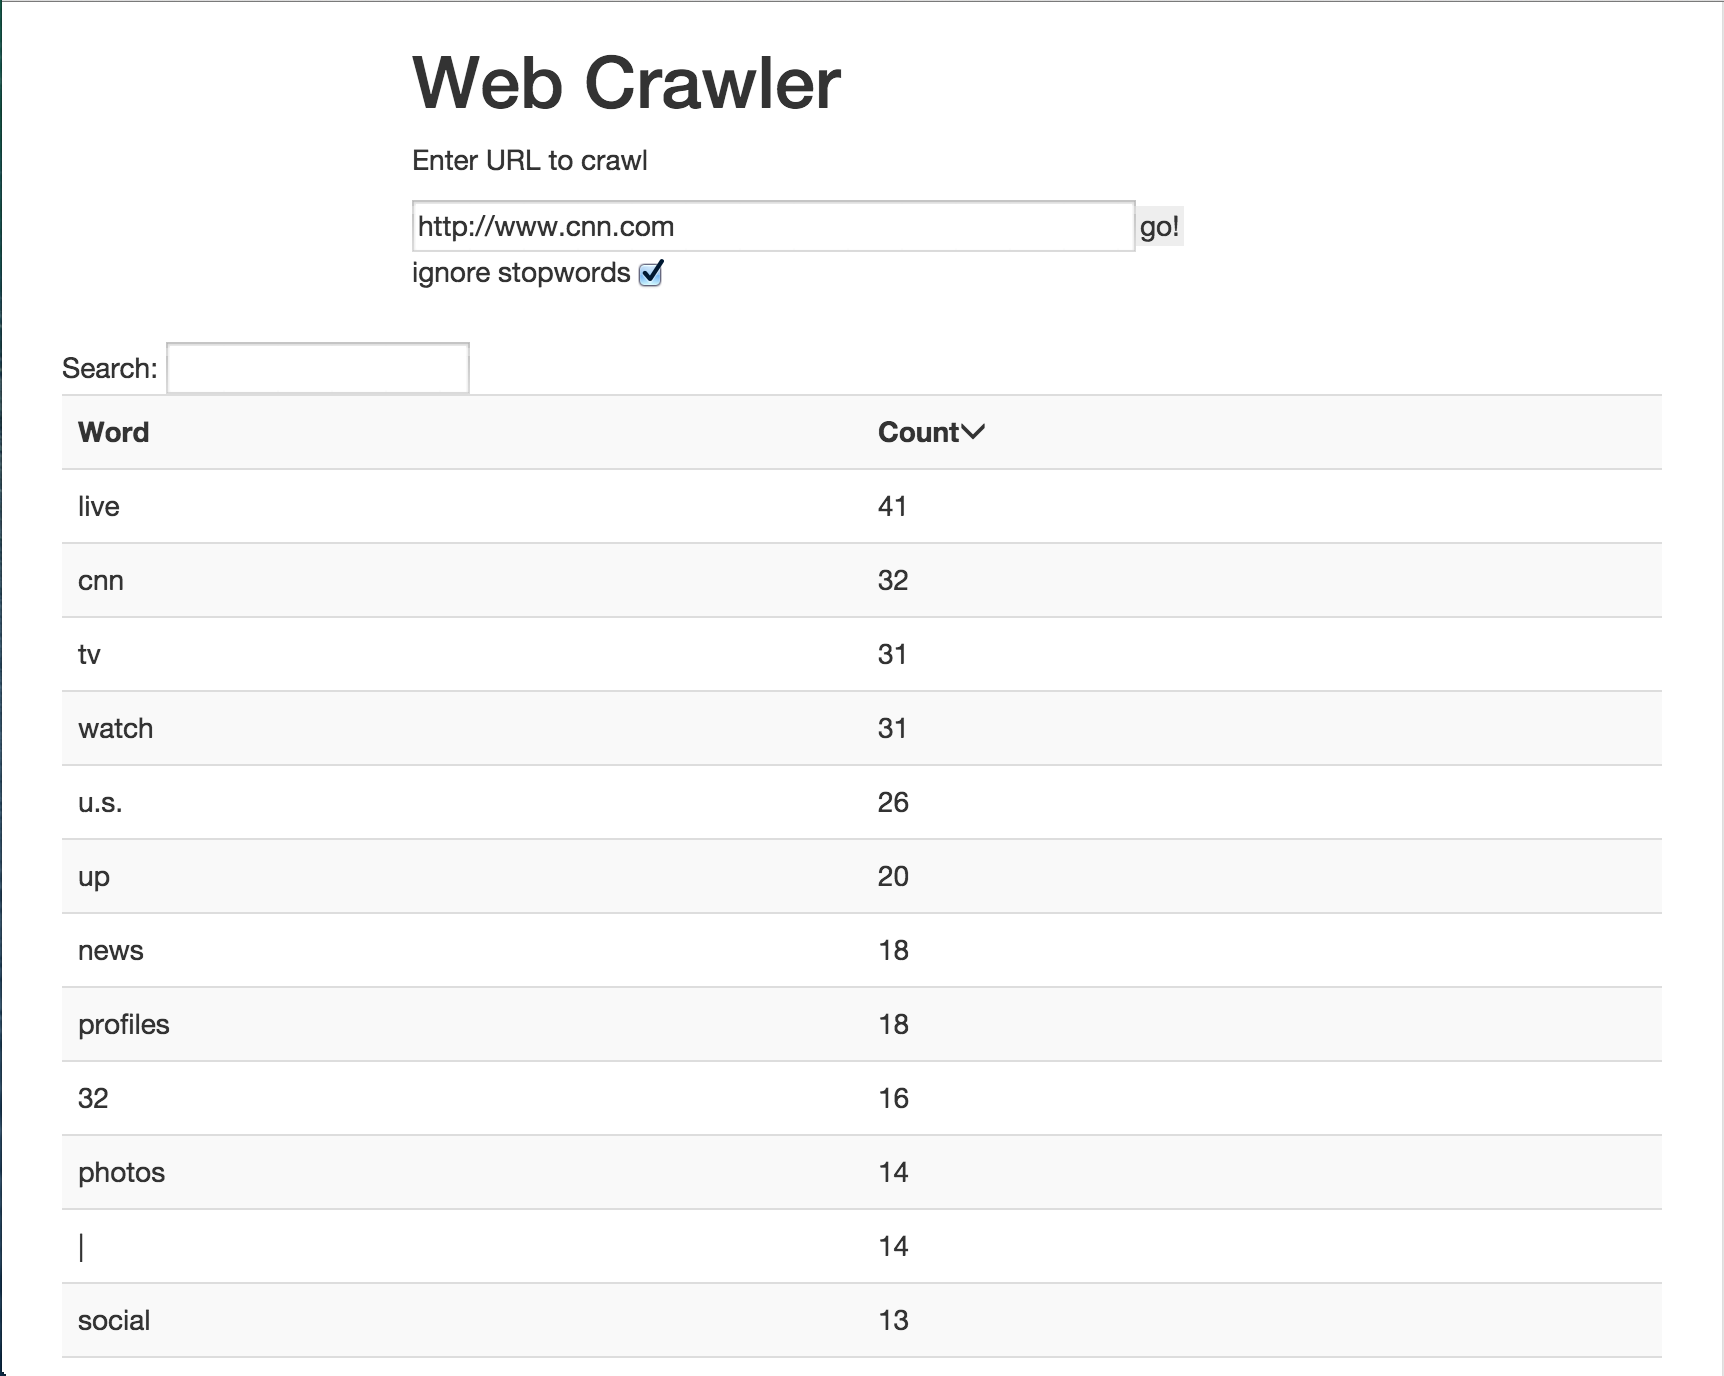 Web Crawler
Enter URL to crawl
http://www.cnn.com go!
ignore stopwords
Search:
Word Count
live 41
cnn 32
tv 31
watch 31
u.s. 26
up 20
news 18
profiles 18
32 16
photos 14
| 14
social 13